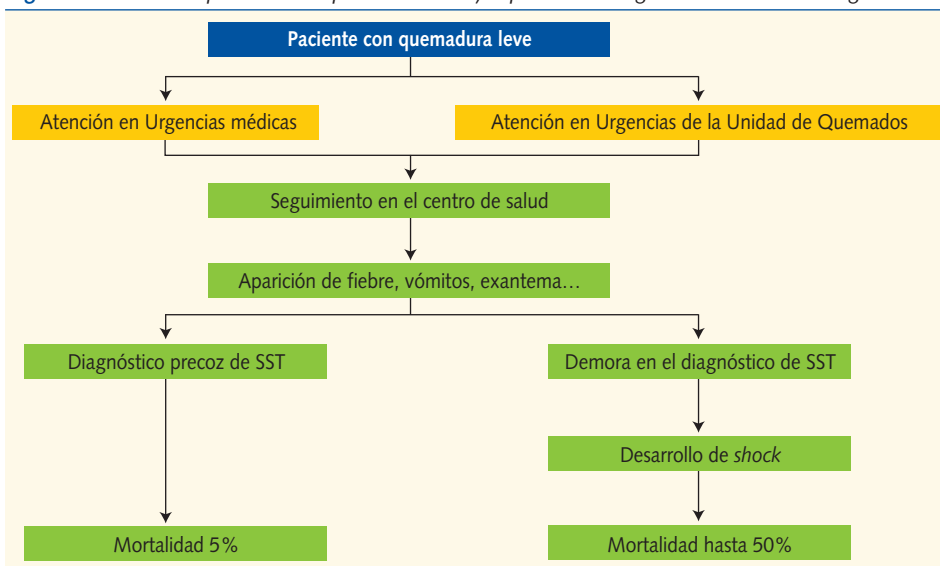 Paciente con quemadura leve
Atención en Urgencias médicas
Atención en Urgencias de la Unidad de Quemados
Seguimiento en el centro de salud
Aparición de fiebre, vómitos, exantema…
Diagnóstico precoz de SST
Demora en el diagnóstico de SST
Desarrollo de shock
Mortalidad 5%
Mortalidad hasta 50%